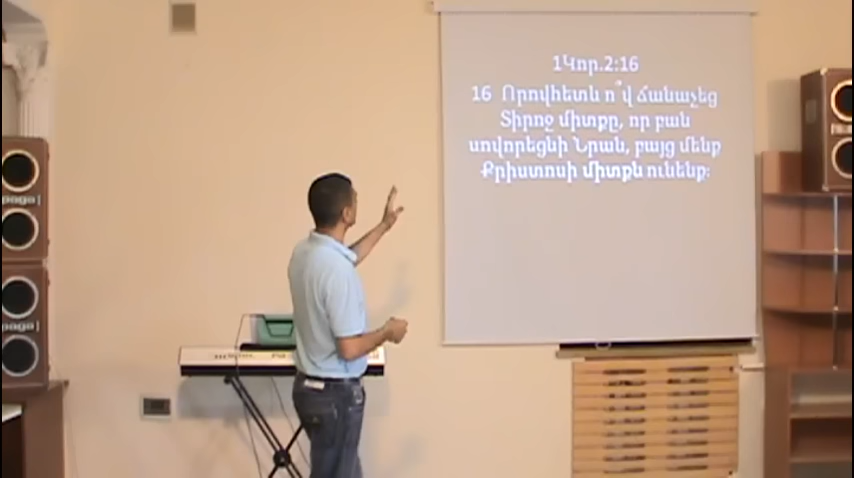 1Կոր.2:16
16 Որովհետև ո՞վ ճանաչեց
Տիրոջ միտքը, որ բան
սովորեցնի Նրան, բայց մենք
Քրիստոսի միտքն ունենք: